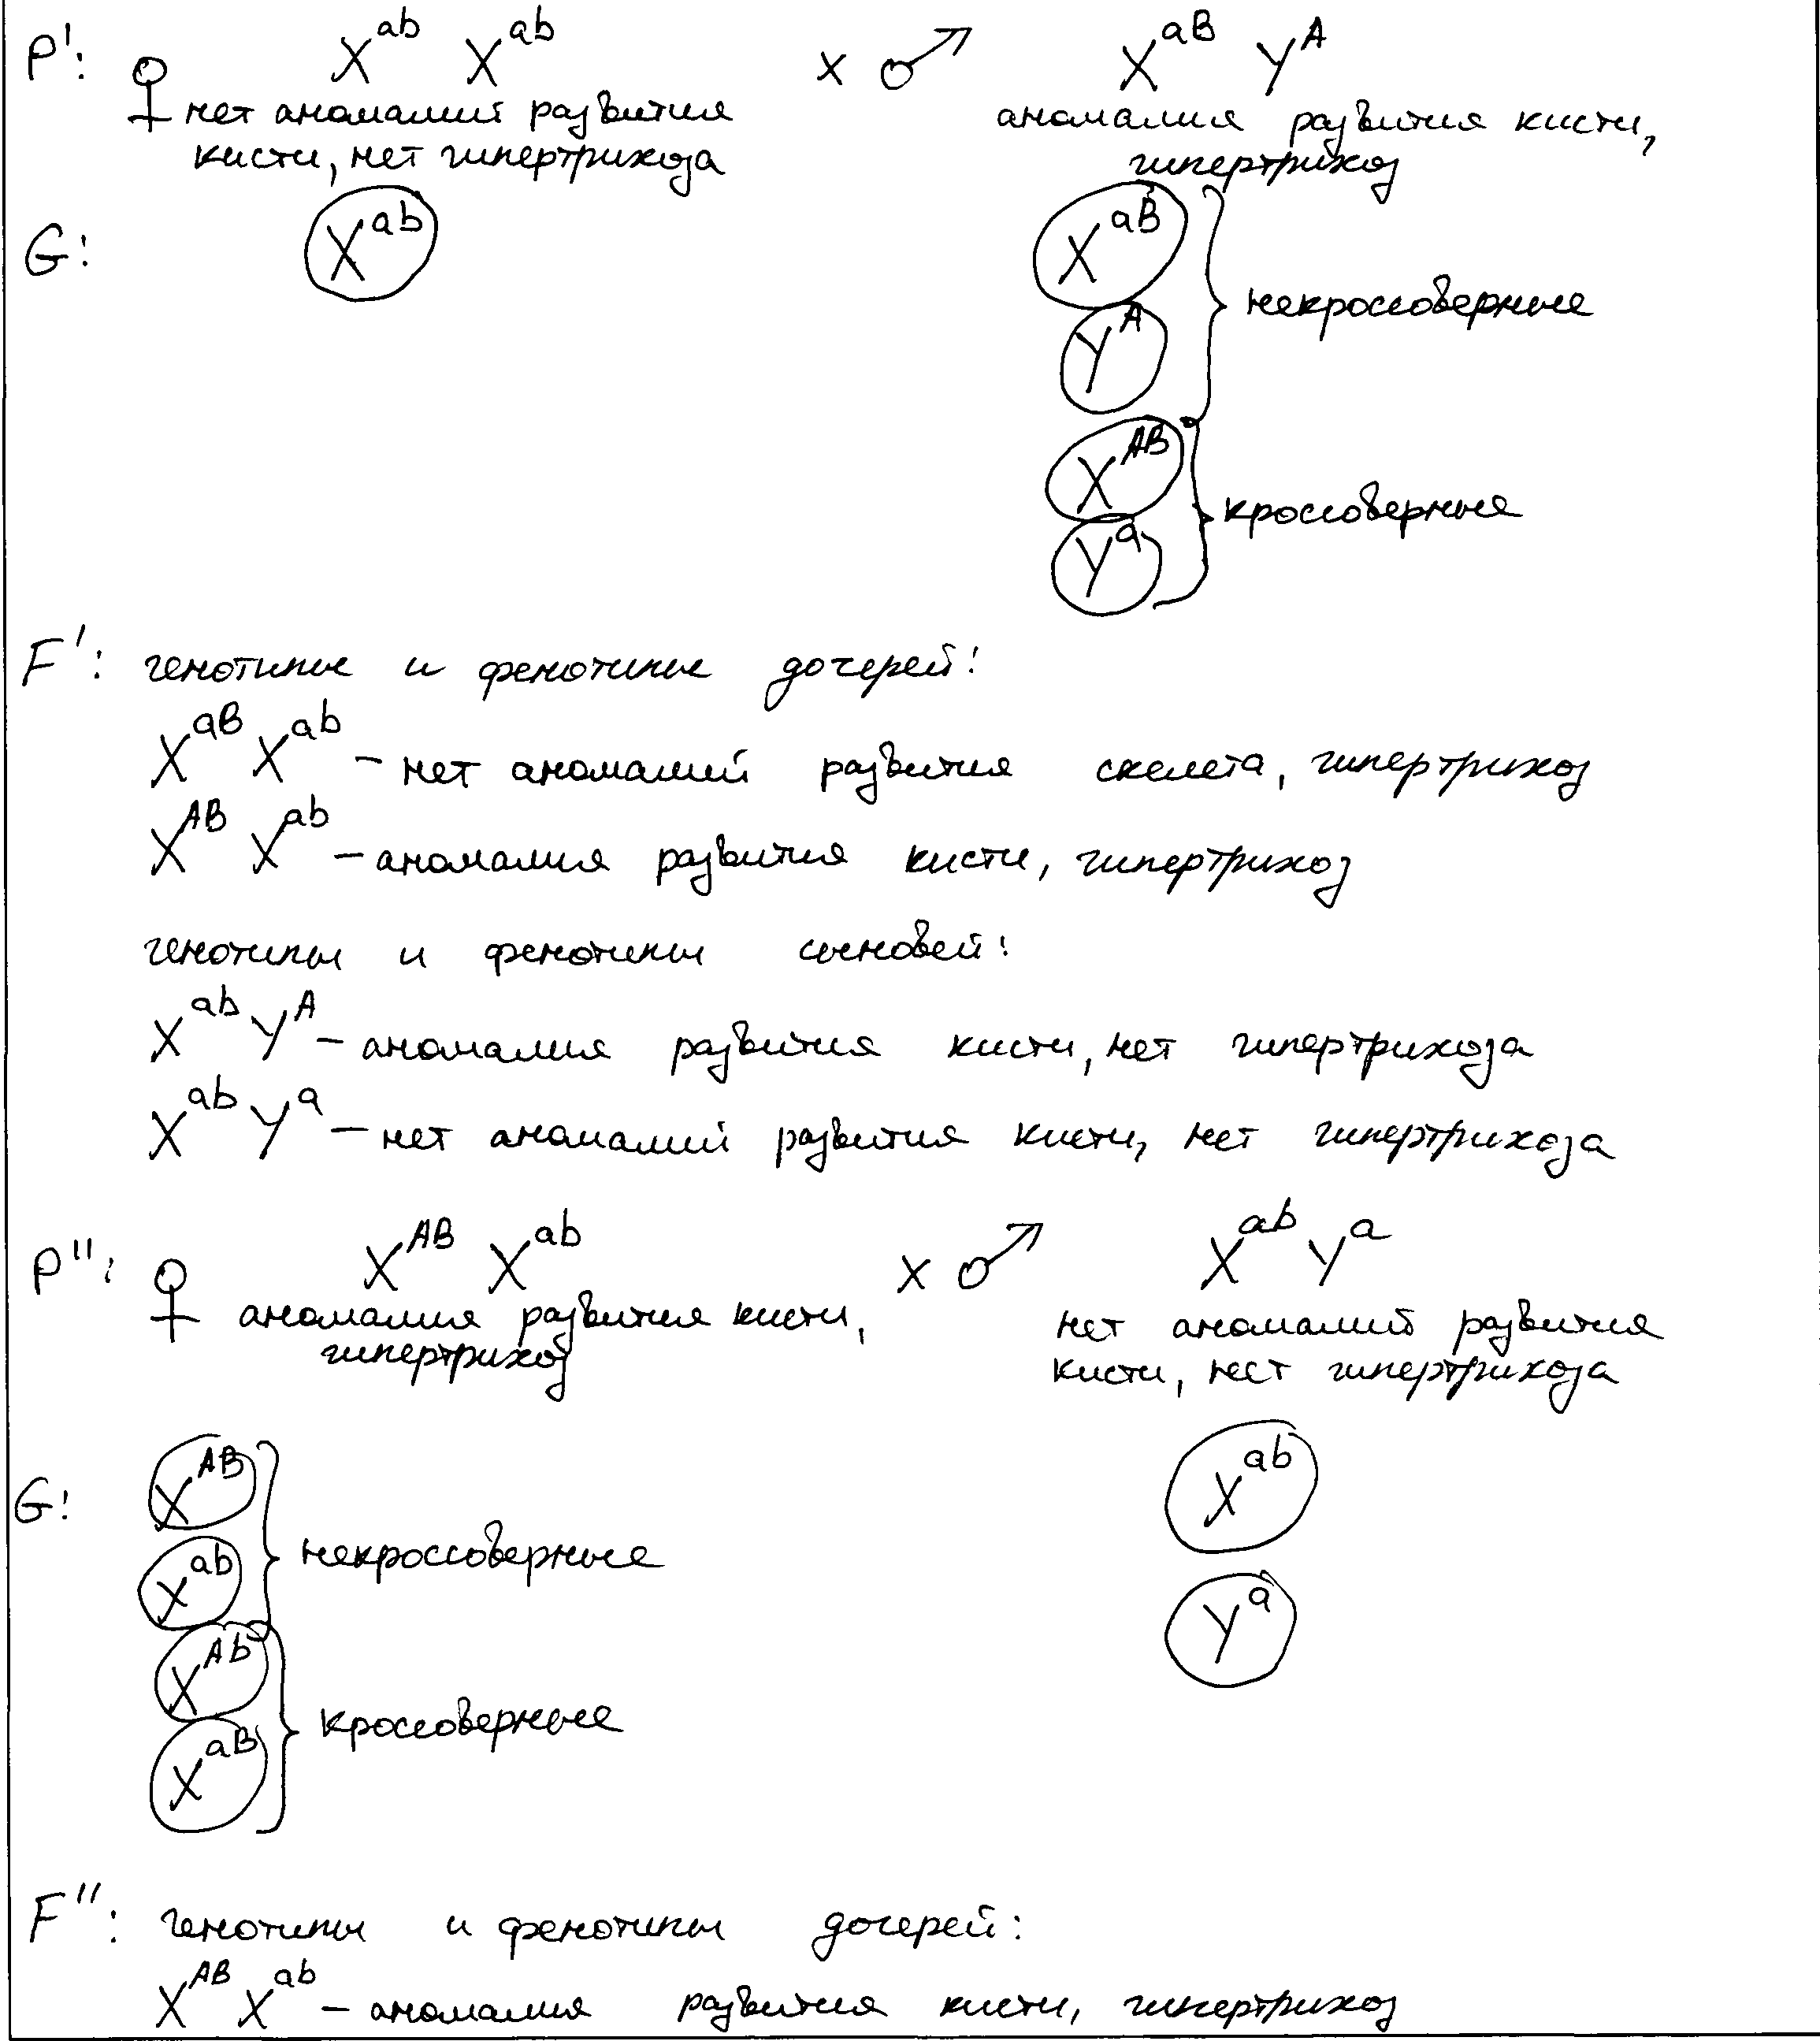 P': ♀ X^ab X^ab x ♂ X^aB Y^A
нет аномалий развития аномалия развития кисти,
кисти, нет гипертрихоза гипертрихоз
G: X^ab X^aB
Y^A
некроссоверные
X^AB
Y^a
кроссоверные
F': генотипы и фенотипы дочерей:
X^aB X^ab – нет аномалий развития скелета, гипертрихоз
X^AB X^ab – аномалия развития кисти, гипертрихоз
генотипы и фенотипы сыновей:
X^ab Y^A – аномалия развития кисти, нет гипертрихоза
X^ab Y^a – нет аномалий развития кисти, нет гипертрихоза
P'': ♀ X^AB X^ab x ♂ X^ab Y^a
аномалия развития кисти, нет аномалий развития
гипертрихоз кисти, нест гипертрихоза
G: X^AB X^ab
X^ab Y^a
некроссоверные
X^Ab
X^aB
кроссоверные
F'': генотипы и фенотипы дочерей:
X^AB X^ab – аномалия развития кисти, гипертрихоз